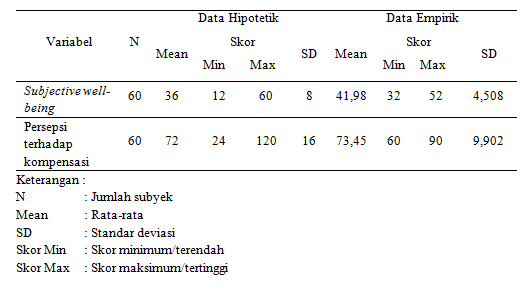 Data Hipotetik Data Empirik
Variabel N Mean Skor SD Mean Skor SD
Min Max Min Max
Subjective well-being 60 36 12 60 8 41,98 32 52 4,508
Persepsi terhadap kompensasi 60 72 24 120 16 73,45 60 90 9,902
Keterangan :
N : Jumlah subyek
Mean : Rata-rata
SD : Standar deviasi
Skor Min : Skor minimum/terendah
Skor Max : Skor maksimum/tertinggi